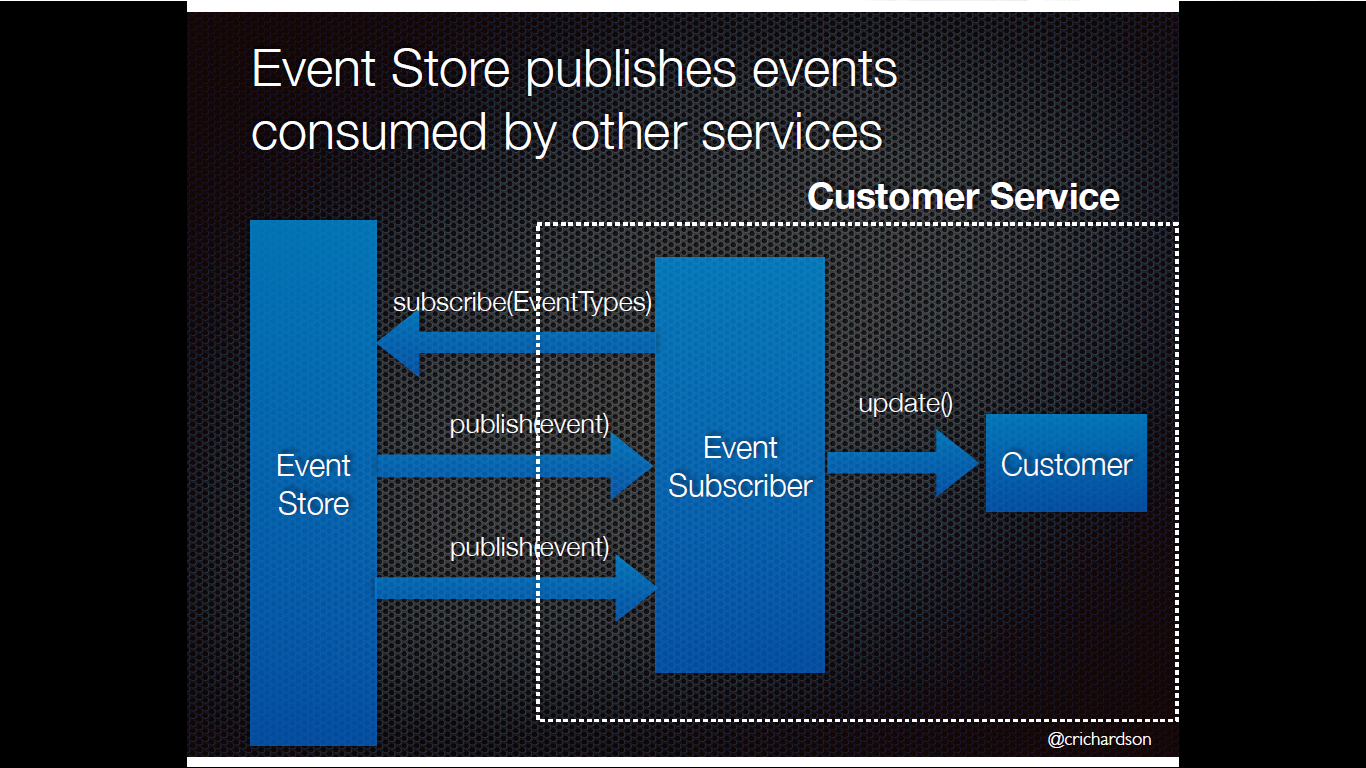 Event Store publishes events
consumed by other services
Customer Service
subscribe(EventTypes)
publish(event)
update()
Event
Store
Event
Subscriber
Customer
publish(event)
@crichardson